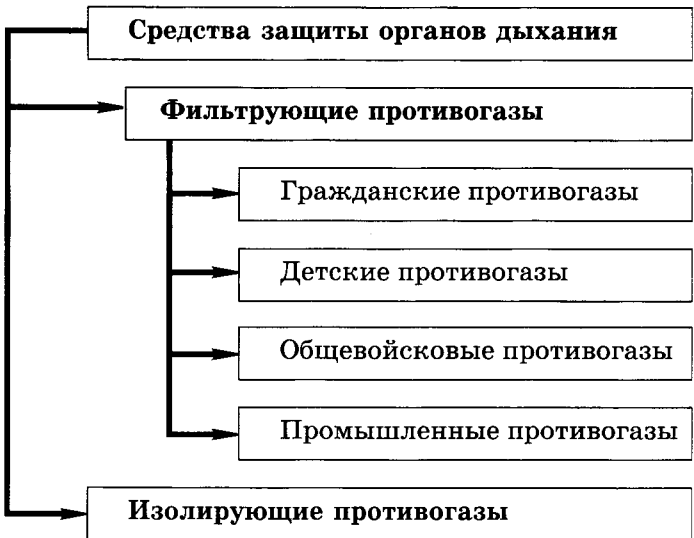 Средства защиты органов дыхания
Фильтрующие противогазы
Гражданские противогазы
Детские противогазы
Общевойсковые противогазы
Промышленные противогазы
Изолирующие противогазы